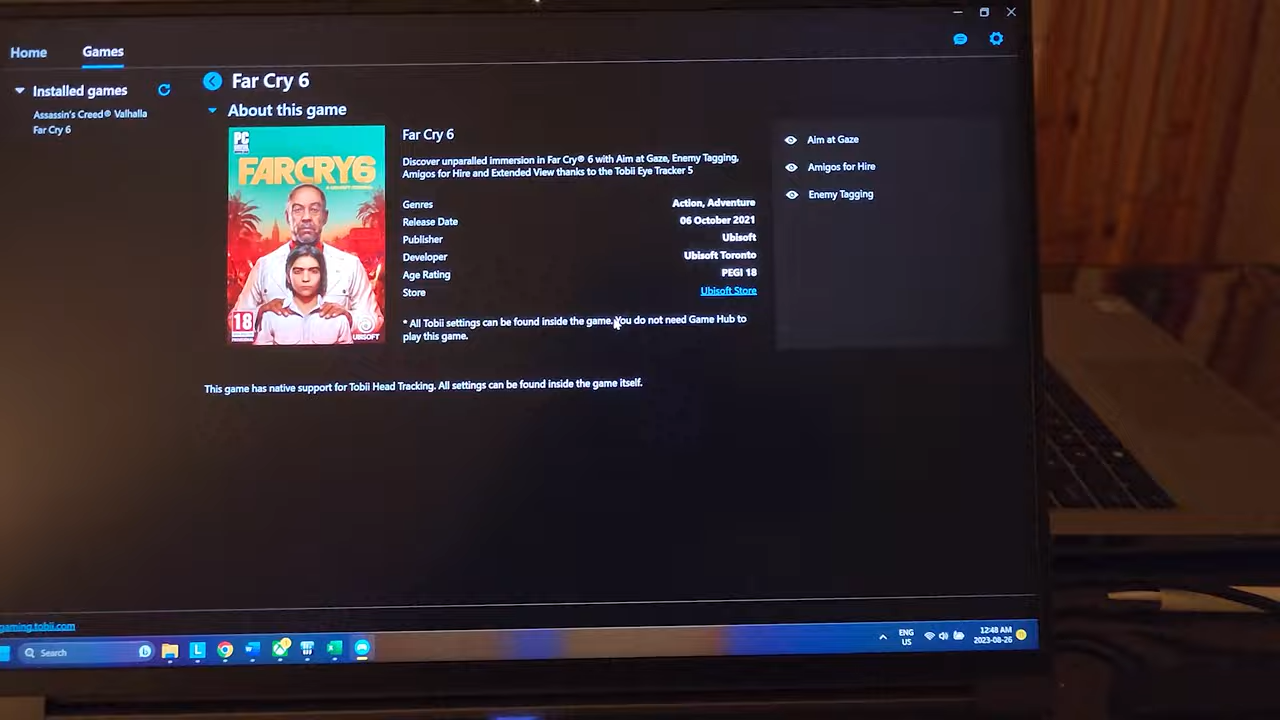 Home
Games
Installed games
Assassin's Creed® Valhalla
Far Cry 6
Far Cry 6
About this game
PC
FARCRY6
18
UBISOFT
Far Cry 6
Discover unparalled immersion in Far Cry® 6 with Aim at Gaze, Enemy Tagging,
Amigos for Hire and Extended View thanks to the Tobii Eye Tracker 5
Genres Action, Adventure
Release Date 06 October 2021
Publisher Ubisoft
Developer Ubisoft Toronto
Age Rating PEGI 18
Store Ubisoft Store
* All Tobii settings can be found inside the game. You do not need Game Hub to
play this game.
Aim at Gaze
Amigos for Hire
Enemy Tagging
This game has native support for Tobii Head Tracking. All settings can be found inside the game itself.
gaming.tobii.com
Search
ENG
US
12:48 AM
2023-08-26